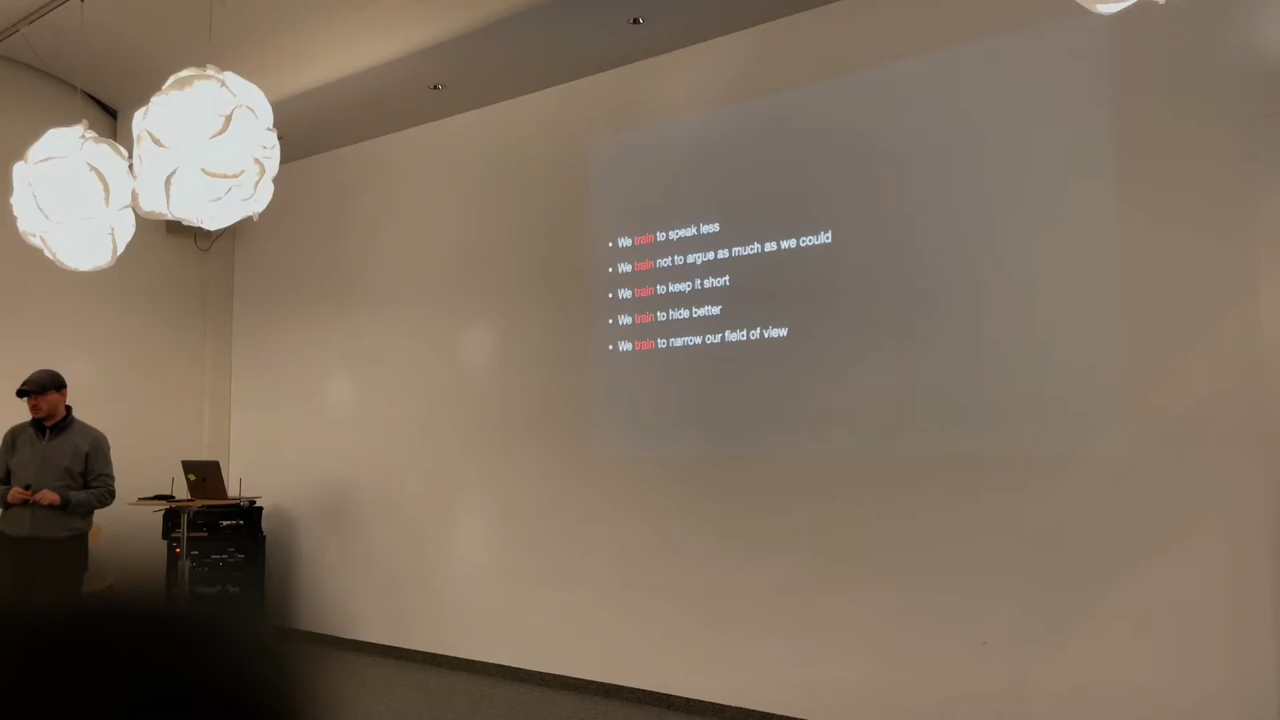 • We train to speak less
• We train not to argue as much as we could
• We train to keep it short
• We train to hide better
• We train to narrow our field of view